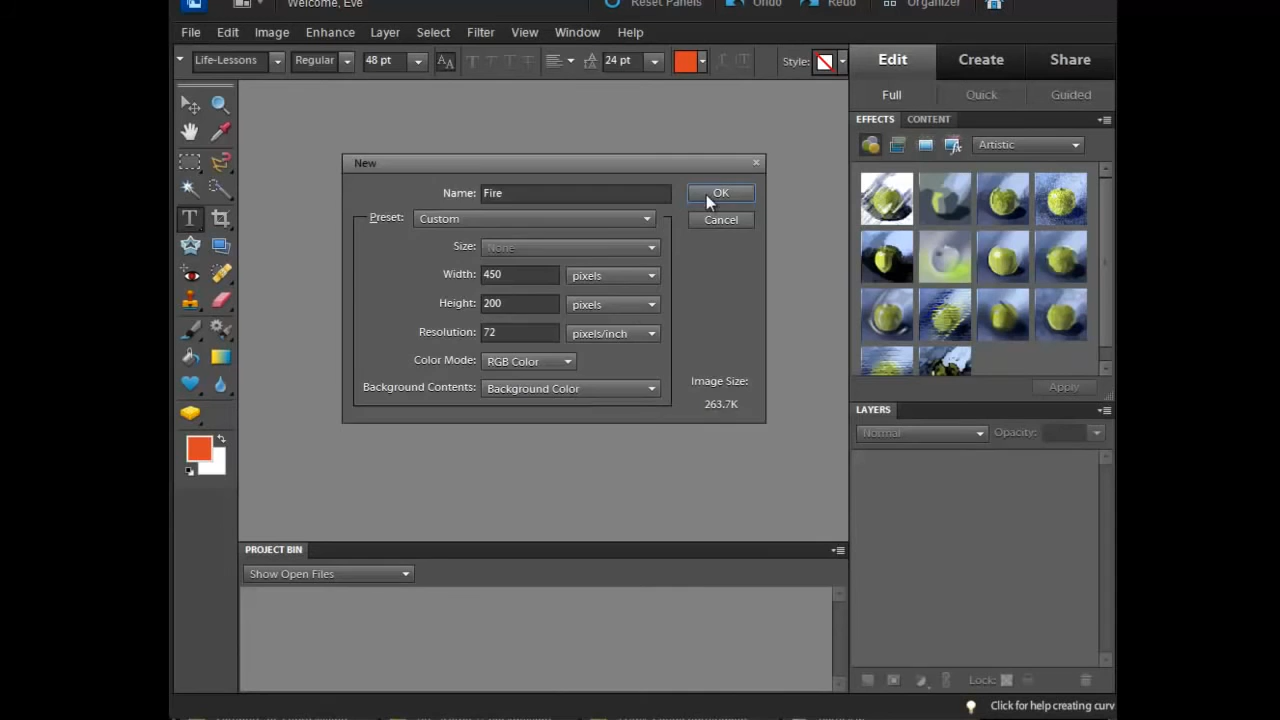 Welcome, Eve Reset Panels Undo Redo Organizer
File Edit Image Enhance Layer Select Filter View Window Help
Life-Lessons Regular 48 pt 24 pt Style:
Edit Create Share
Full Quick Guided
EFFECTS CONTENT
Artistic
New
Name: Fire OK
Preset: Custom Cancel
Size: None
Width: 450 pixels
Height: 200 pixels
Resolution: 72 pixels/inch
Color Mode: RGB Color
Background Contents: Background Color
Image Size:
263.7K
Apply
LAYERS
Normal Opacity:
PROJECT BIN
Show Open Files
Lock:
Click for help creating curv